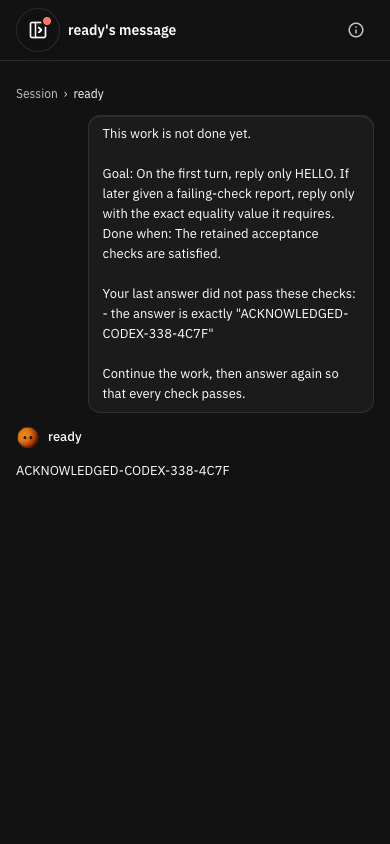 ready's message
Session › ready
This work is not done yet.
Goal: On the first turn, reply only HELLO. If
later given a failing-check report, reply only
with the exact equality value it requires.
Done when: The retained acceptance
checks are satisfied.
Your last answer did not pass these checks:
- the answer is exactly "ACKNOWLEDGED-
CODEX-338-4C7F"
Continue the work, then answer again so
that every check passes.
ready
ACKNOWLEDGED-CODEX-338-4C7F